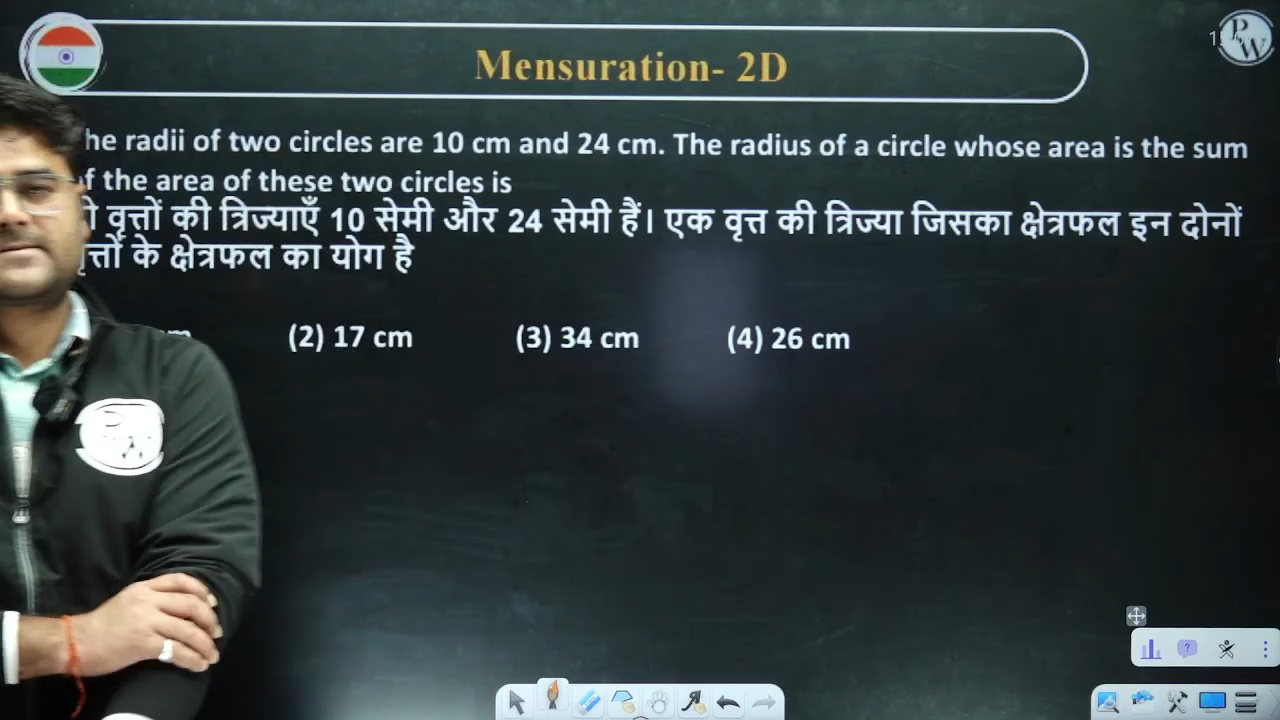 Mensuration- 2D
PW
he radii of two circles are 10 cm and 24 cm. The radius of a circle whose area is the sum
f the area of these two circles is
वृत्तों की त्रिज्याएँ 10 सेमी और 24 सेमी हैं। एक वृत्त की त्रिज्या जिसका क्षेत्रफल इन दोनों
के क्षेत्रफल का योग है
(2) 17 cm (3) 34 cm (4) 26 cm